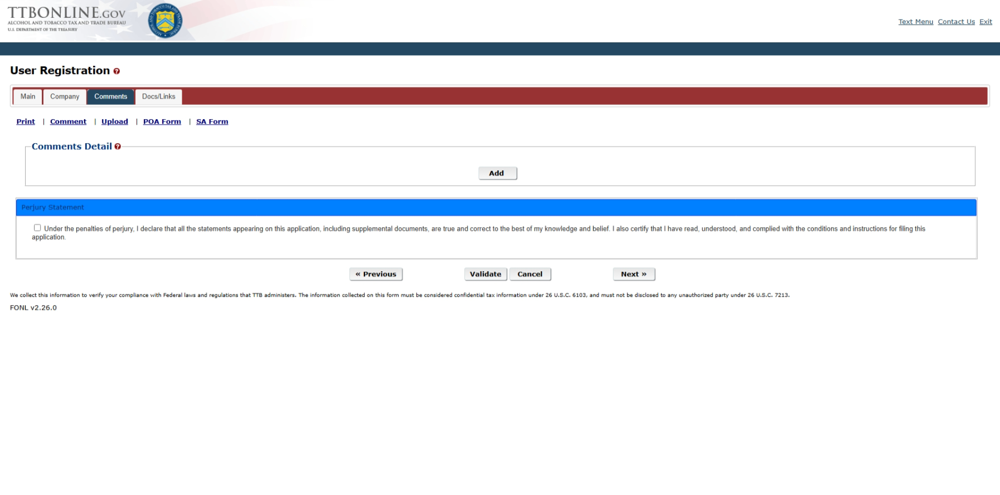 TTBONLINE.GOV
ALCOHOL AND TOBACCO TAX AND TRADE BUREAU
U.S. DEPARTMENT OF THE TREASURY
Text Menu Contact Us Exit
User Registration
Main Company Comments Docs/Links
Print | Comment | Upload | POA Form | SA Form
Comments Detail
Add
Perjury Statement
Under the penalties of perjury, I declare that all the statements appearing on this application, including supplemental documents, are true and correct to the best of my knowledge and belief. I also certify that I have read, understood, and complied with the conditions and instructions for filing this
application.
« Previous Validate Cancel Next »
We collect this information to verify your compliance with Federal laws and regulations that TTB administers. The information collected on this form must be considered confidential tax information under 26 U.S.C. 6103, and must not be disclosed to any unauthorized party under 26 U.S.C. 7213.
FONL v2.26.0